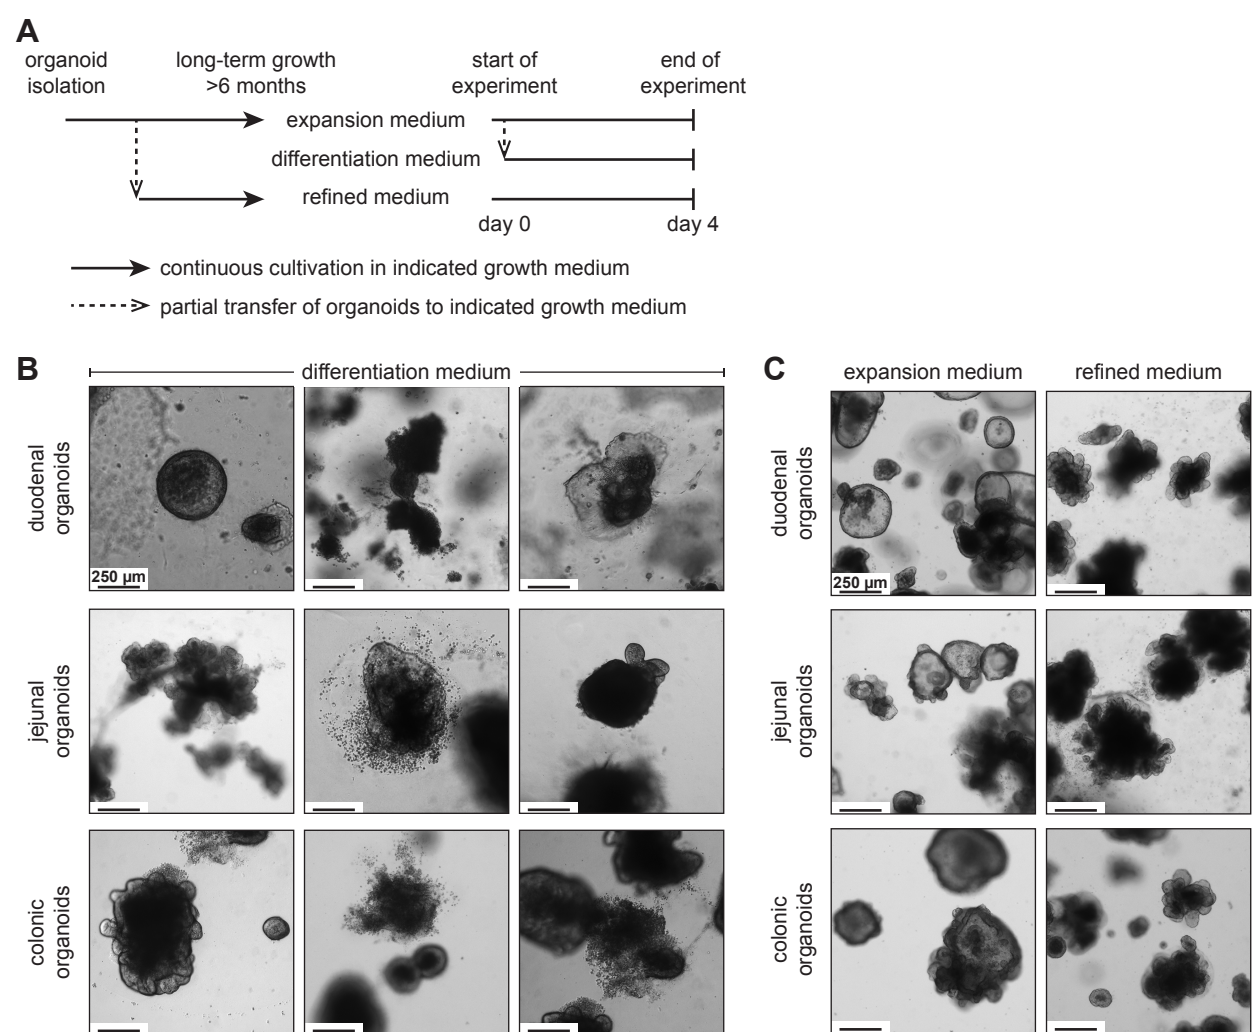 A
organoid
isolation
long-term growth
>6 months
start of
experiment
end of
experiment
expansion medium
differentiation medium
refined medium
day 0
day 4
continuous cultivation in indicated growth medium
partial transfer of organoids to indicated growth medium
B
differentiation medium
duodenal
organoids
250 µm
jejunal
organoids
colonic
organoids
C
expansion medium
refined medium
duodenal
organoids
250 µm
jejunal
organoids
colonic
organoids